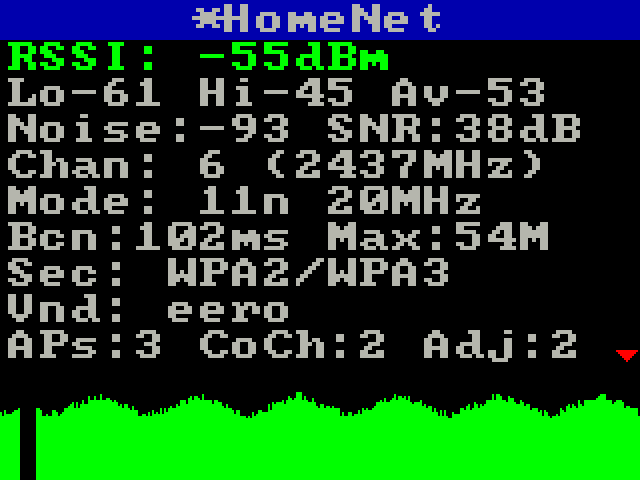 *HomeNet
RSSI: -55dBm
Lo-61 Hi-45 Av-53
Noise:-93 SNR:38dB
Chan: 6 (2437MHz)
Mode: 11n 20MHz
Bcn:102ms Max:54M
Sec: WPA2/WPA3
Vnd: eero
APs:3 CoCh:2 Adj:2